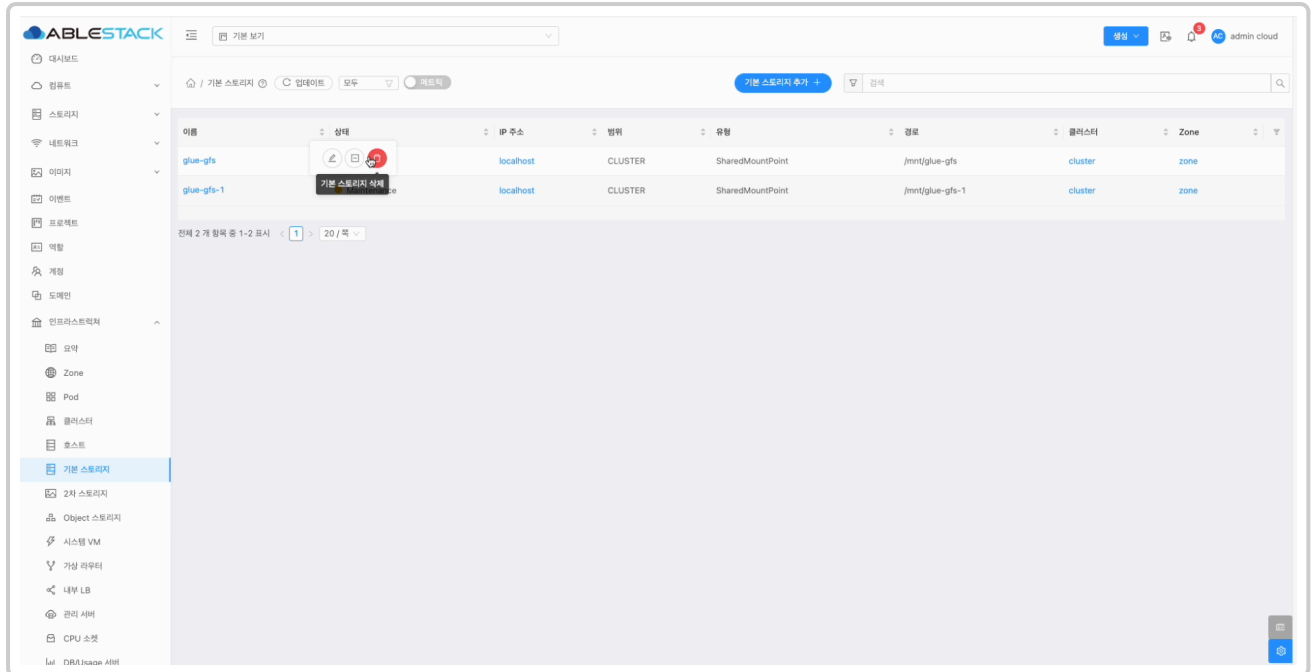 ABLESTACK
기본 보기
생성
3
AC
admin cloud
대시보드
컴퓨트
스토리지
네트워크
이미지
이벤트
프로젝트
역할
계정
도메인
인프라스트럭쳐
요약
Zone
Pod
클러스터
호스트
기본 스토리지
2차 스토리지
Object 스토리지
시스템 VM
가상 라우터
내부 LB
관리 서버
CPU 소켓
DB/Usage 서버
/ 기본 스토리지 업데이트 모두 메트릭 기본 스토리지 추가 + 검색
이름 상태 IP 주소 범위 유형 경로 클러스터 Zone
glue-gfs localhost CLUSTER SharedMountPoint /mnt/glue-gfs cluster zone
기본 스토리지 삭제
glue-gfs-1 Maintenance localhost CLUSTER SharedMountPoint /mnt/glue-gfs-1 cluster zone
전체 2 개 항목 중 1-2 표시 < 1 > 20 / 쪽